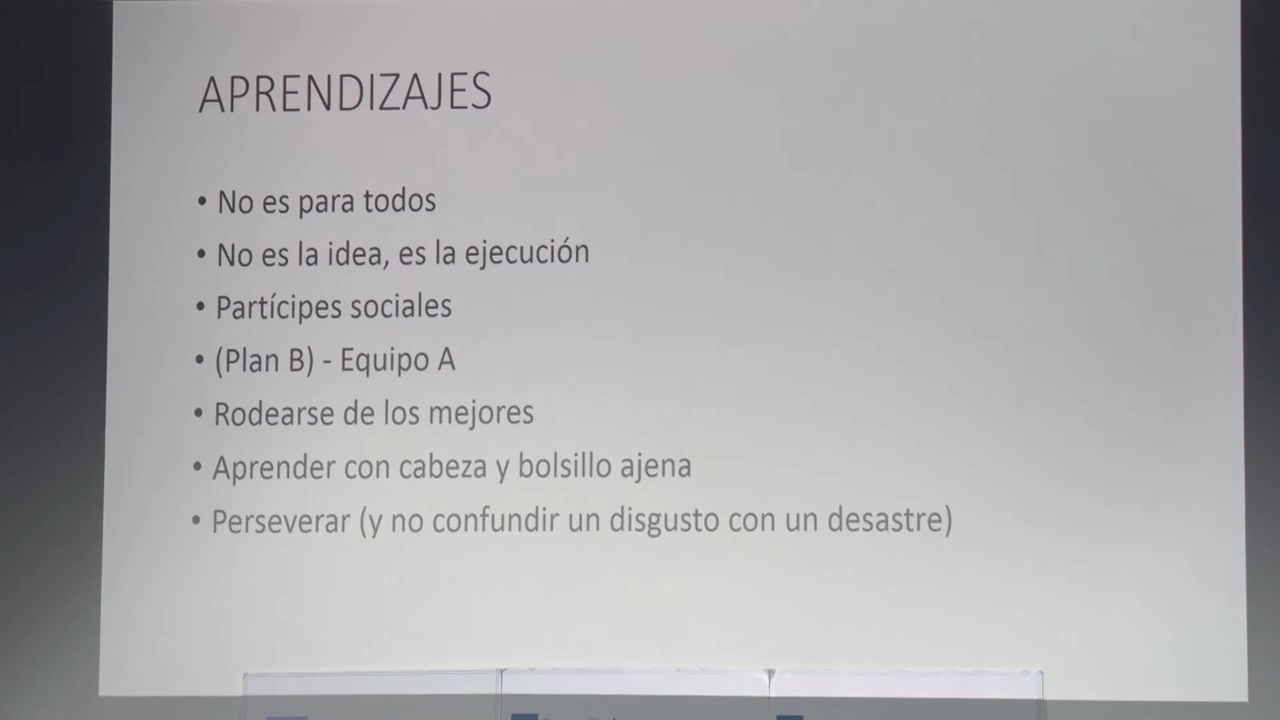 APRENDIZAJES
• No es para todos
• No es la idea, es la ejecución
• Partícipes sociales
• (Plan B) - Equipo A
• Rodearse de los mejores
• Aprender con cabeza y bolsillo ajena
• Perseverar (y no confundir un disgusto con un desastre)